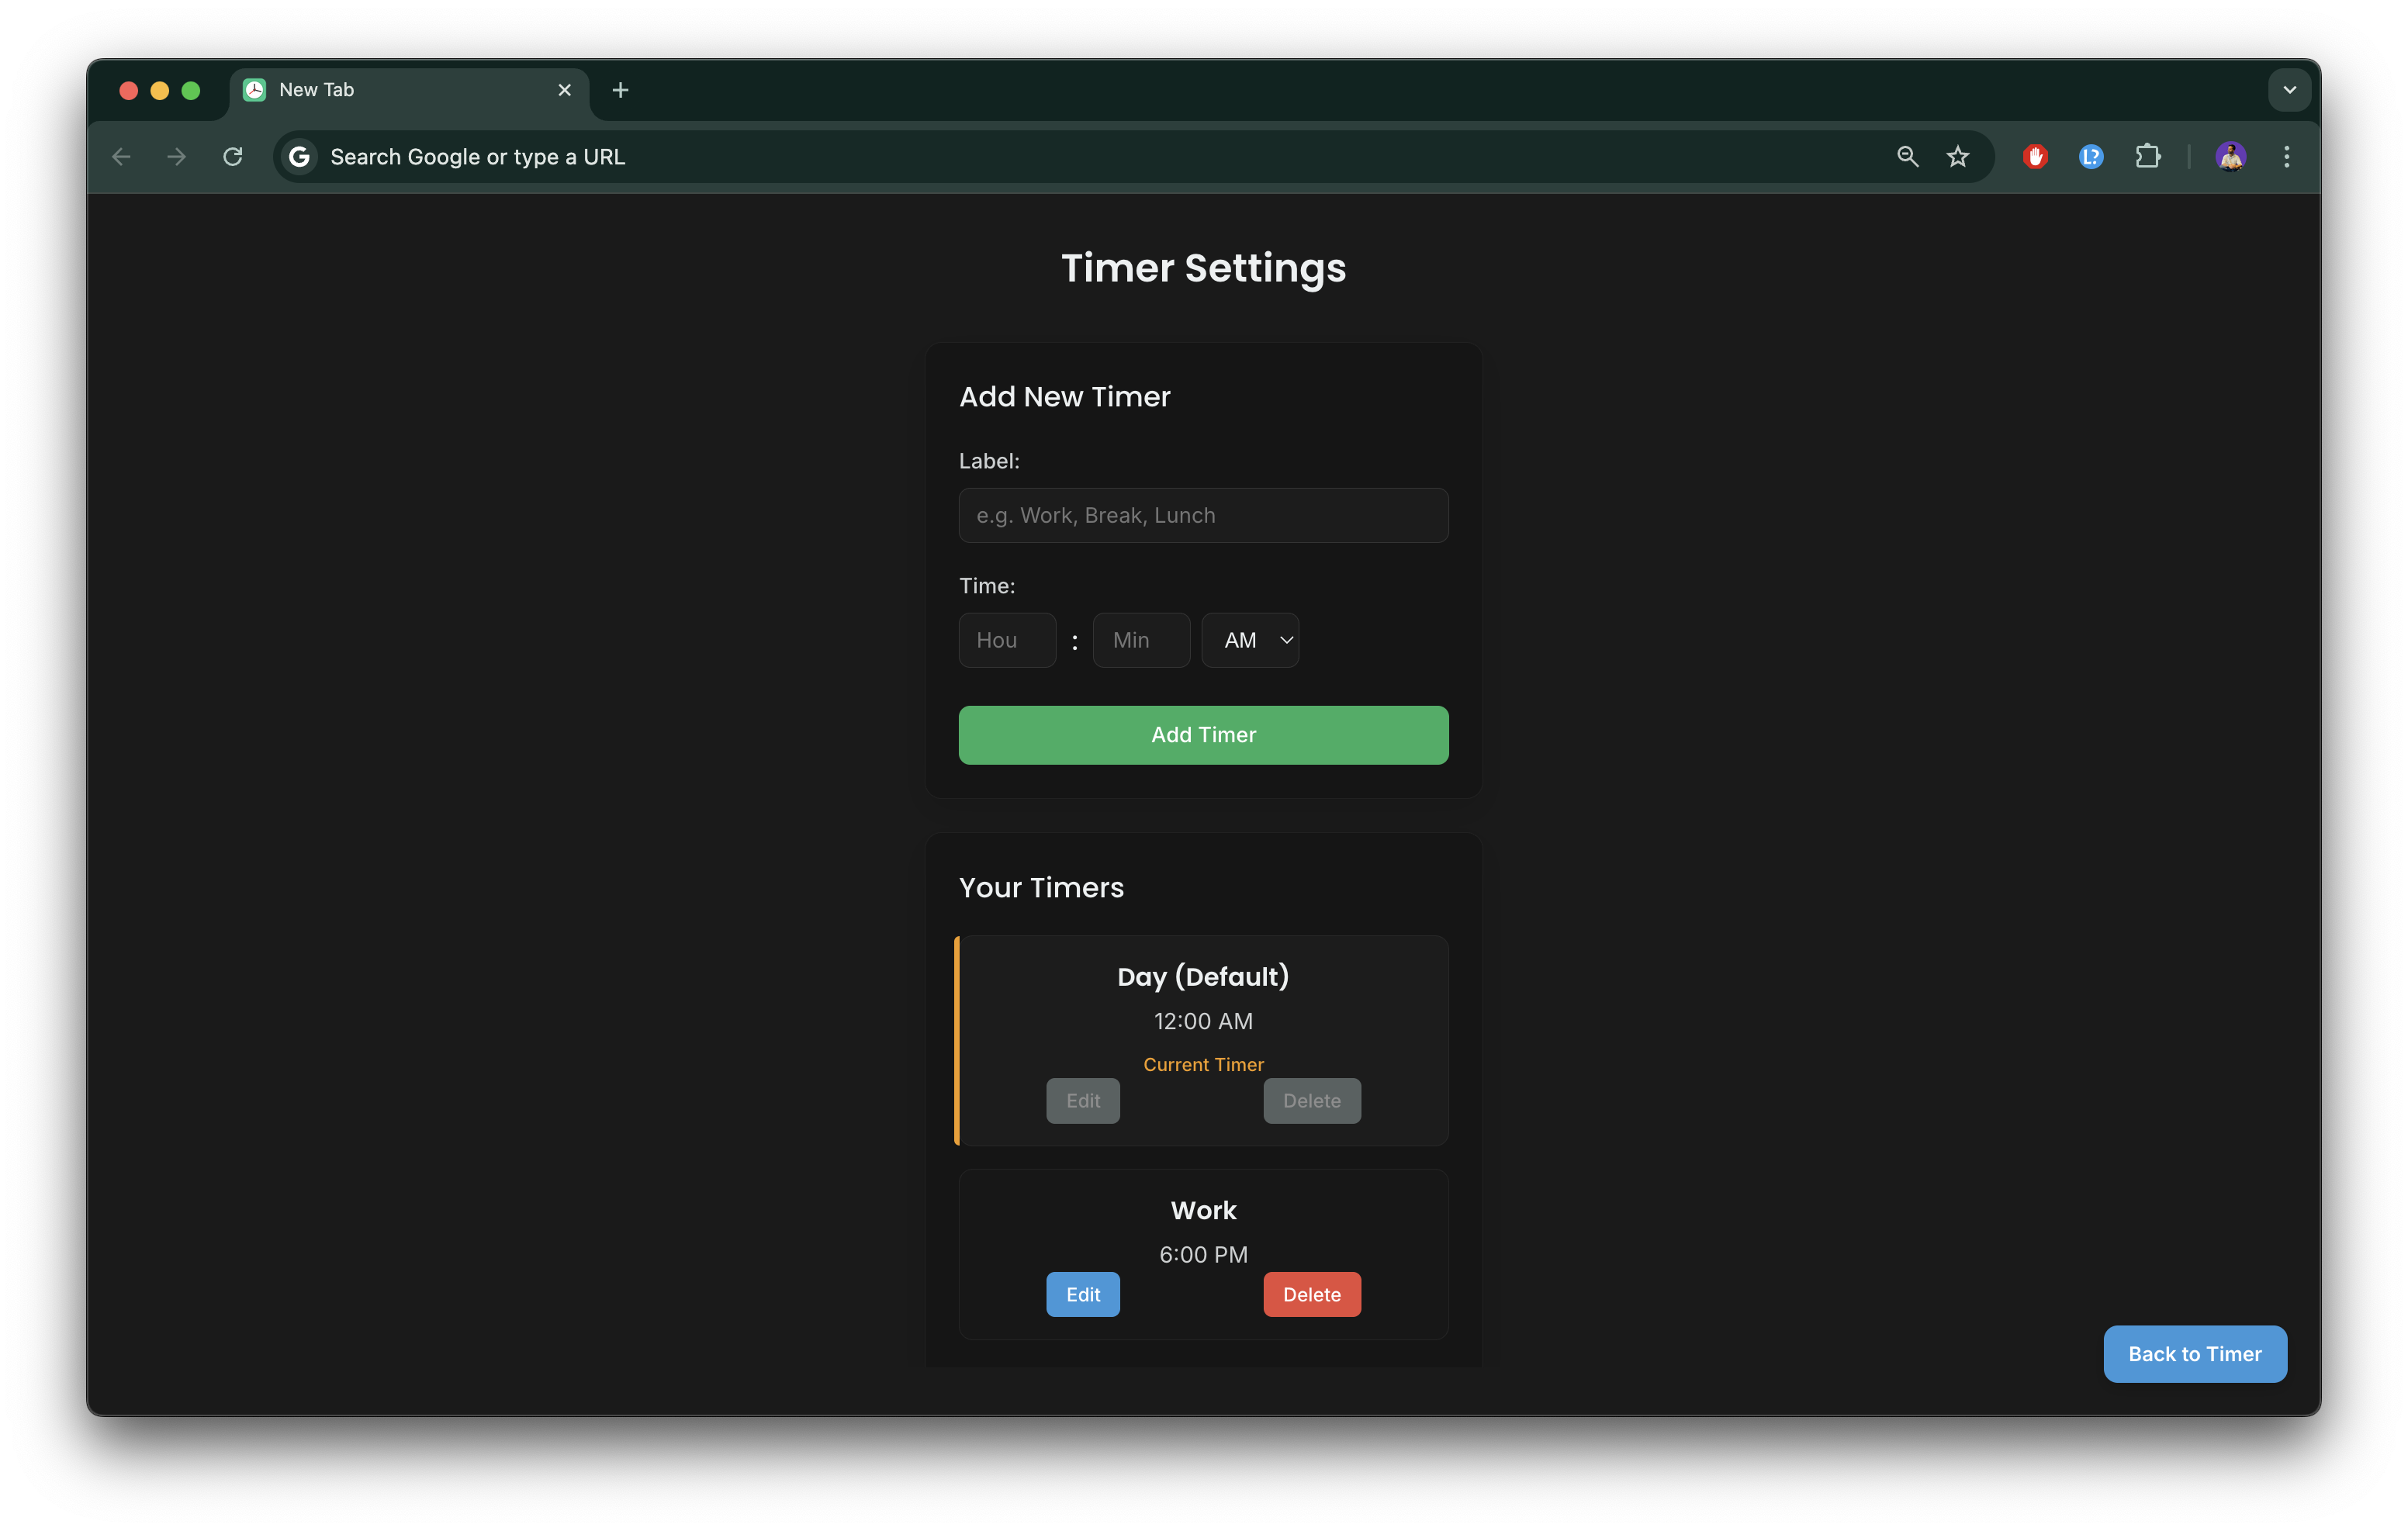 New Tab
Search Google or type a URL
Timer Settings
Add New Timer
Label:
e.g. Work, Break, Lunch
Time:
Hou : Min AM
Add Timer
Your Timers
Day (Default)
12:00 AM
Current Timer
Edit Delete
Work
6:00 PM
Edit Delete
Back to Timer